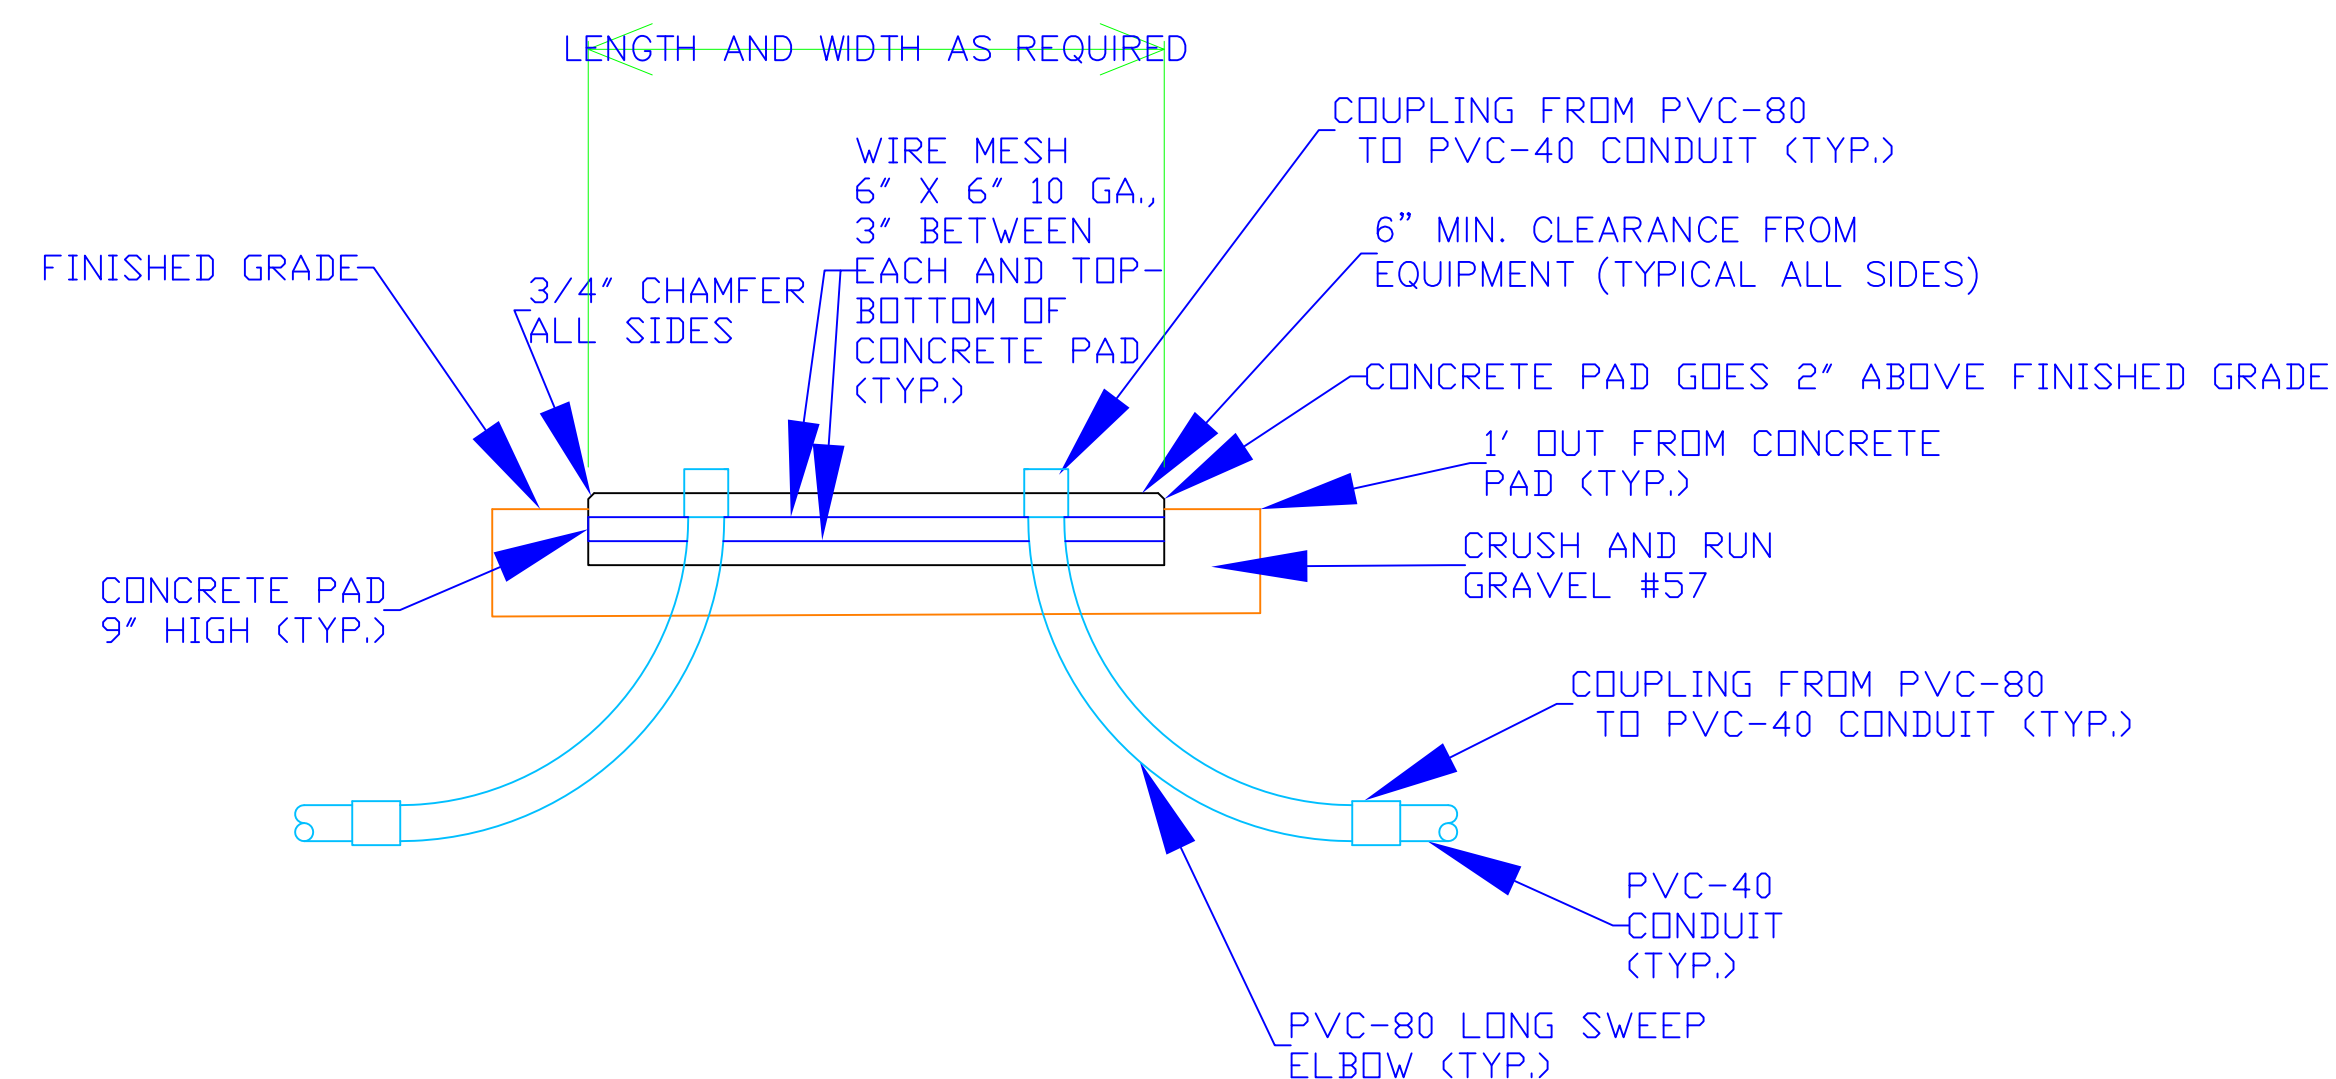 LENGTH AND WIDTH AS REQUIRED
COUPLING FROM PVC-80
TO PVC-40 CONDUIT (TYP.)
WIRE MESH
6" X 6" 10 GA.,
3" BETWEEN
EACH AND TOP-
BOTTOM OF
CONCRETE PAD
(TYP.)
6" MIN. CLEARANCE FROM
EQUIPMENT (TYPICAL ALL SIDES)
FINISHED GRADE
3/4" CHAMFER
ALL SIDES
CONCRETE PAD GOES 2" ABOVE FINISHED GRADE
1' OUT FROM CONCRETE
PAD (TYP.)
CRUSH AND RUN
GRAVEL #57
CONCRETE PAD
9" HIGH (TYP.)
COUPLING FROM PVC-80
TO PVC-40 CONDUIT (TYP.)
PVC-40
CONDUIT
(TYP.)
PVC-80 LONG SWEEP
ELBOW (TYP.)